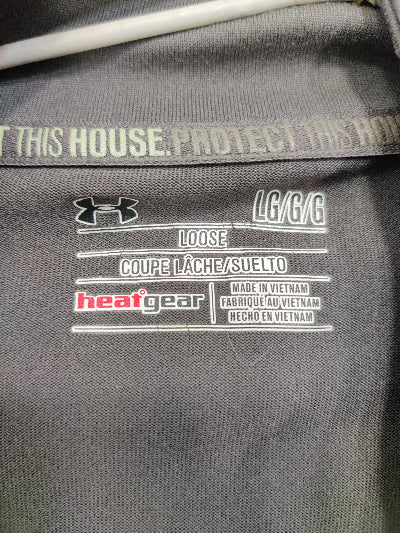 T THIS HOUSE. PROTECT THIS HOU
LG/G/G
LOOSE
COUPE LÂCHE/SUELTO
heatgear
MADE IN VIETNAM
FABRIQUÉ AU VIETNAM
HECHO EN VIETNAM